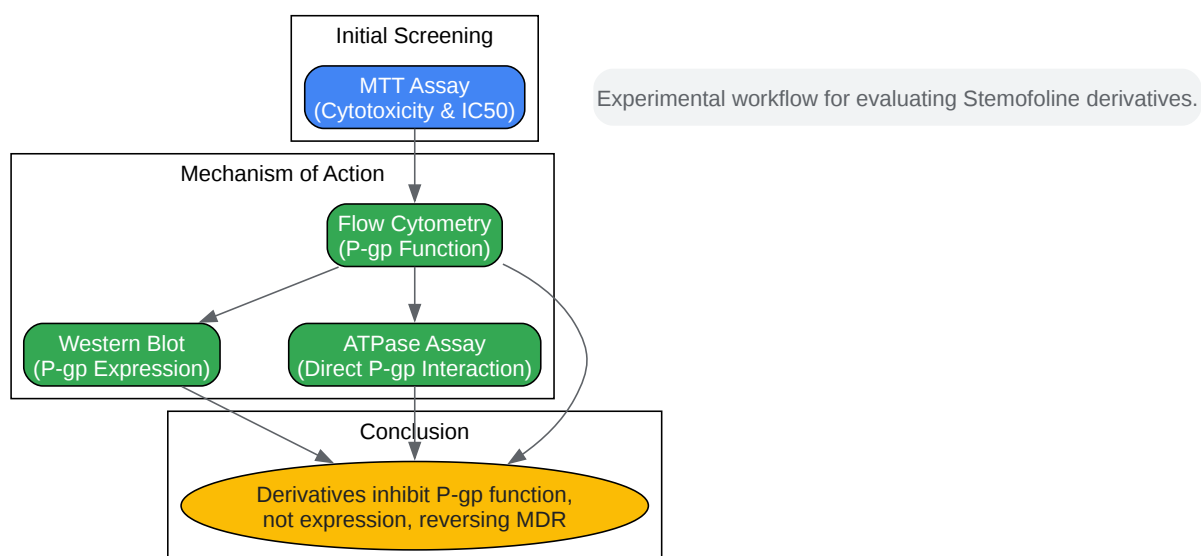 Initial Screening
MTT Assay
(Cytotoxicity & IC50)
Experimental workflow for evaluating Stemofoline derivatives.
Mechanism of Action
Flow Cytometry
(P-gp Function)
Western Blot
(P-gp Expression)
ATPase Assay
(Direct P-gp Interaction)
Conclusion
Derivatives inhibit P-gp function,
not expression, reversing MDR